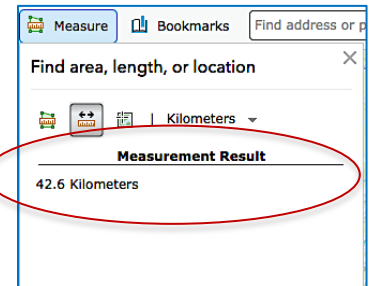 Measure Bookmarks Find address or p
Find area, length, or location
| Kilometers
Measurement Result
42.6 Kilometers